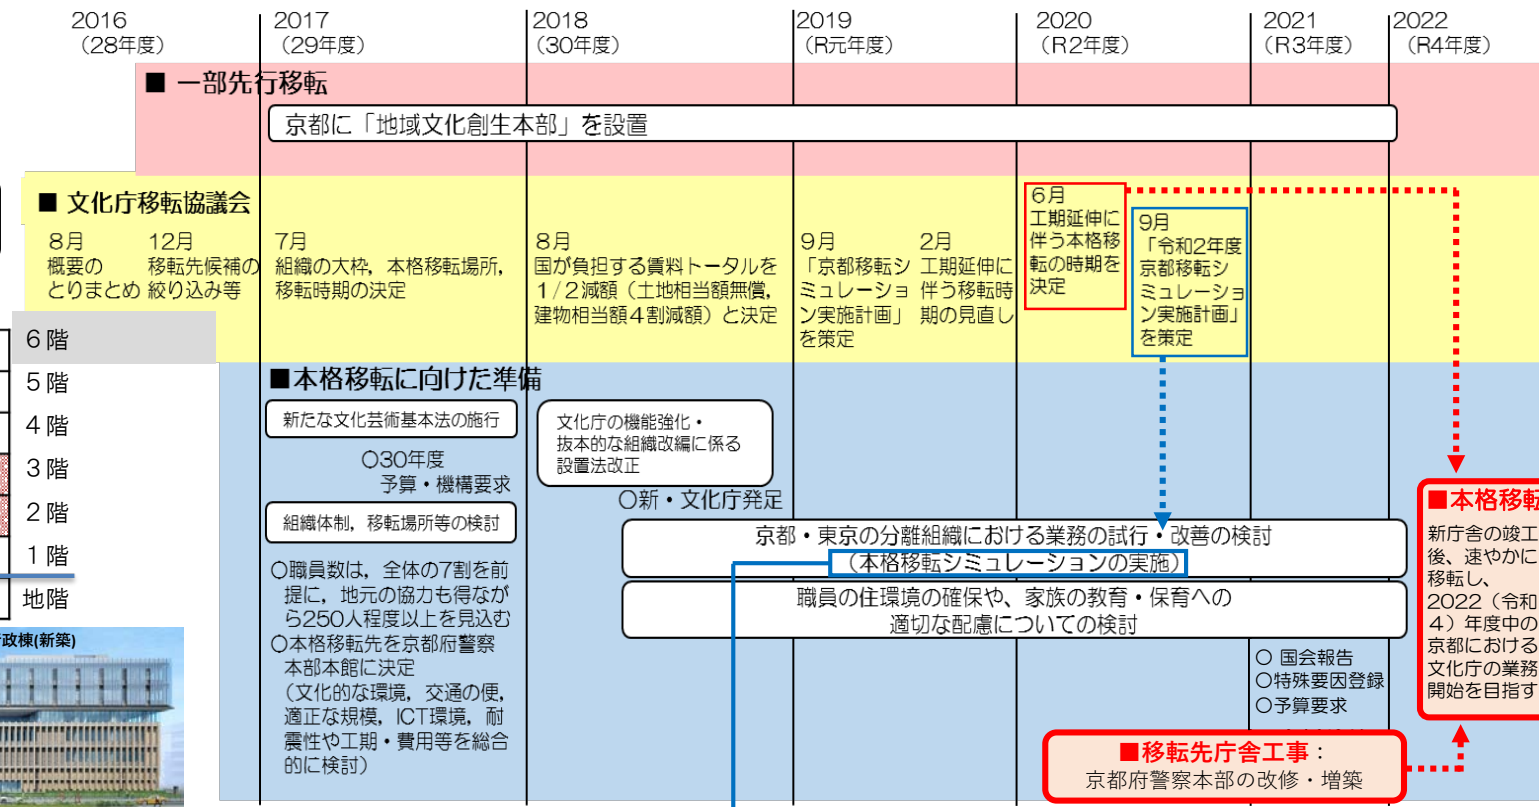 2016
（28年度）
2017
（29年度）
2018
（30年度）
2019
（R元年度）
2020
（R2年度）
2021
（R3年度）
2022
（R4年度）
■ 一部先行移転
京都に「地域文化創生本部」を設置
■ 文化庁移転協議会
8月
概要の
とりまとめ
12月
移転先候補の
絞り込み等
7月
組織の大枠，本格移転場所，
移転時期の決定
8月
国が負担する賃料トータルを
1/2減額（土地相当額無償，
建物相当額4割減額）と決定
9月
「京都移転シ
ミュレーショ
ン実施計画」
を策定
2月
工期延伸に
伴う移転時
期の見直し
6月
工期延伸に
伴う本格移
転の時期を
決定
9月
「令和2年度
京都移転シ
ミュレーショ
ン実施計画」
を策定
6階
5階
4階
3階
2階
1階
地階
政棟(新築)
■本格移転に向けた準備
新たな文化芸術基本法の施行
○30年度
予算・機構要求
組織体制，移転場所等の検討
○職員数は，全体の7割を前
提に，地元の協力も得なが
ら250人程度以上を見込む
○本格移転先を京都府警察
本部本館に決定
（文化的な環境，交通の便，
適正な規模，ICT環境，耐
震性や工期・費用等を総合
的に検討）
文化庁の機能強化・
抜本的な組織改編に係る
設置法改正
○新・文化庁発足
京都・東京の分離組織における業務の試行・改善の検討
（本格移転シミュレーションの実施）
職員の住環境の確保や、家族の教育・保育への
適切な配慮についての検討
○ 国会報告
○特殊要因登録
○予算要求
■移転先庁舎工事：
京都府警察本部の改修・増築
■本格移転
新庁舎の竣工
後、速やかに
移転し、
2022（令和
4）年度中の
京都における
文化庁の業務
開始を目指す